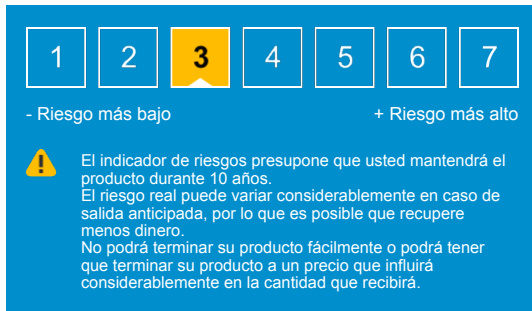 1 2 3 4 5 6 7
- Riesgo más bajo + Riesgo más alto
El indicador de riesgos presupone que usted mantendrá el
producto durante 10 años.
El riesgo real puede variar considerablemente en caso de
salida anticipada, por lo que es posible que recupere
menos dinero.
No podrá terminar su producto fácilmente o podrá tener
que terminar su producto a un precio que influirá
considerablemente en la cantidad que recibirá.